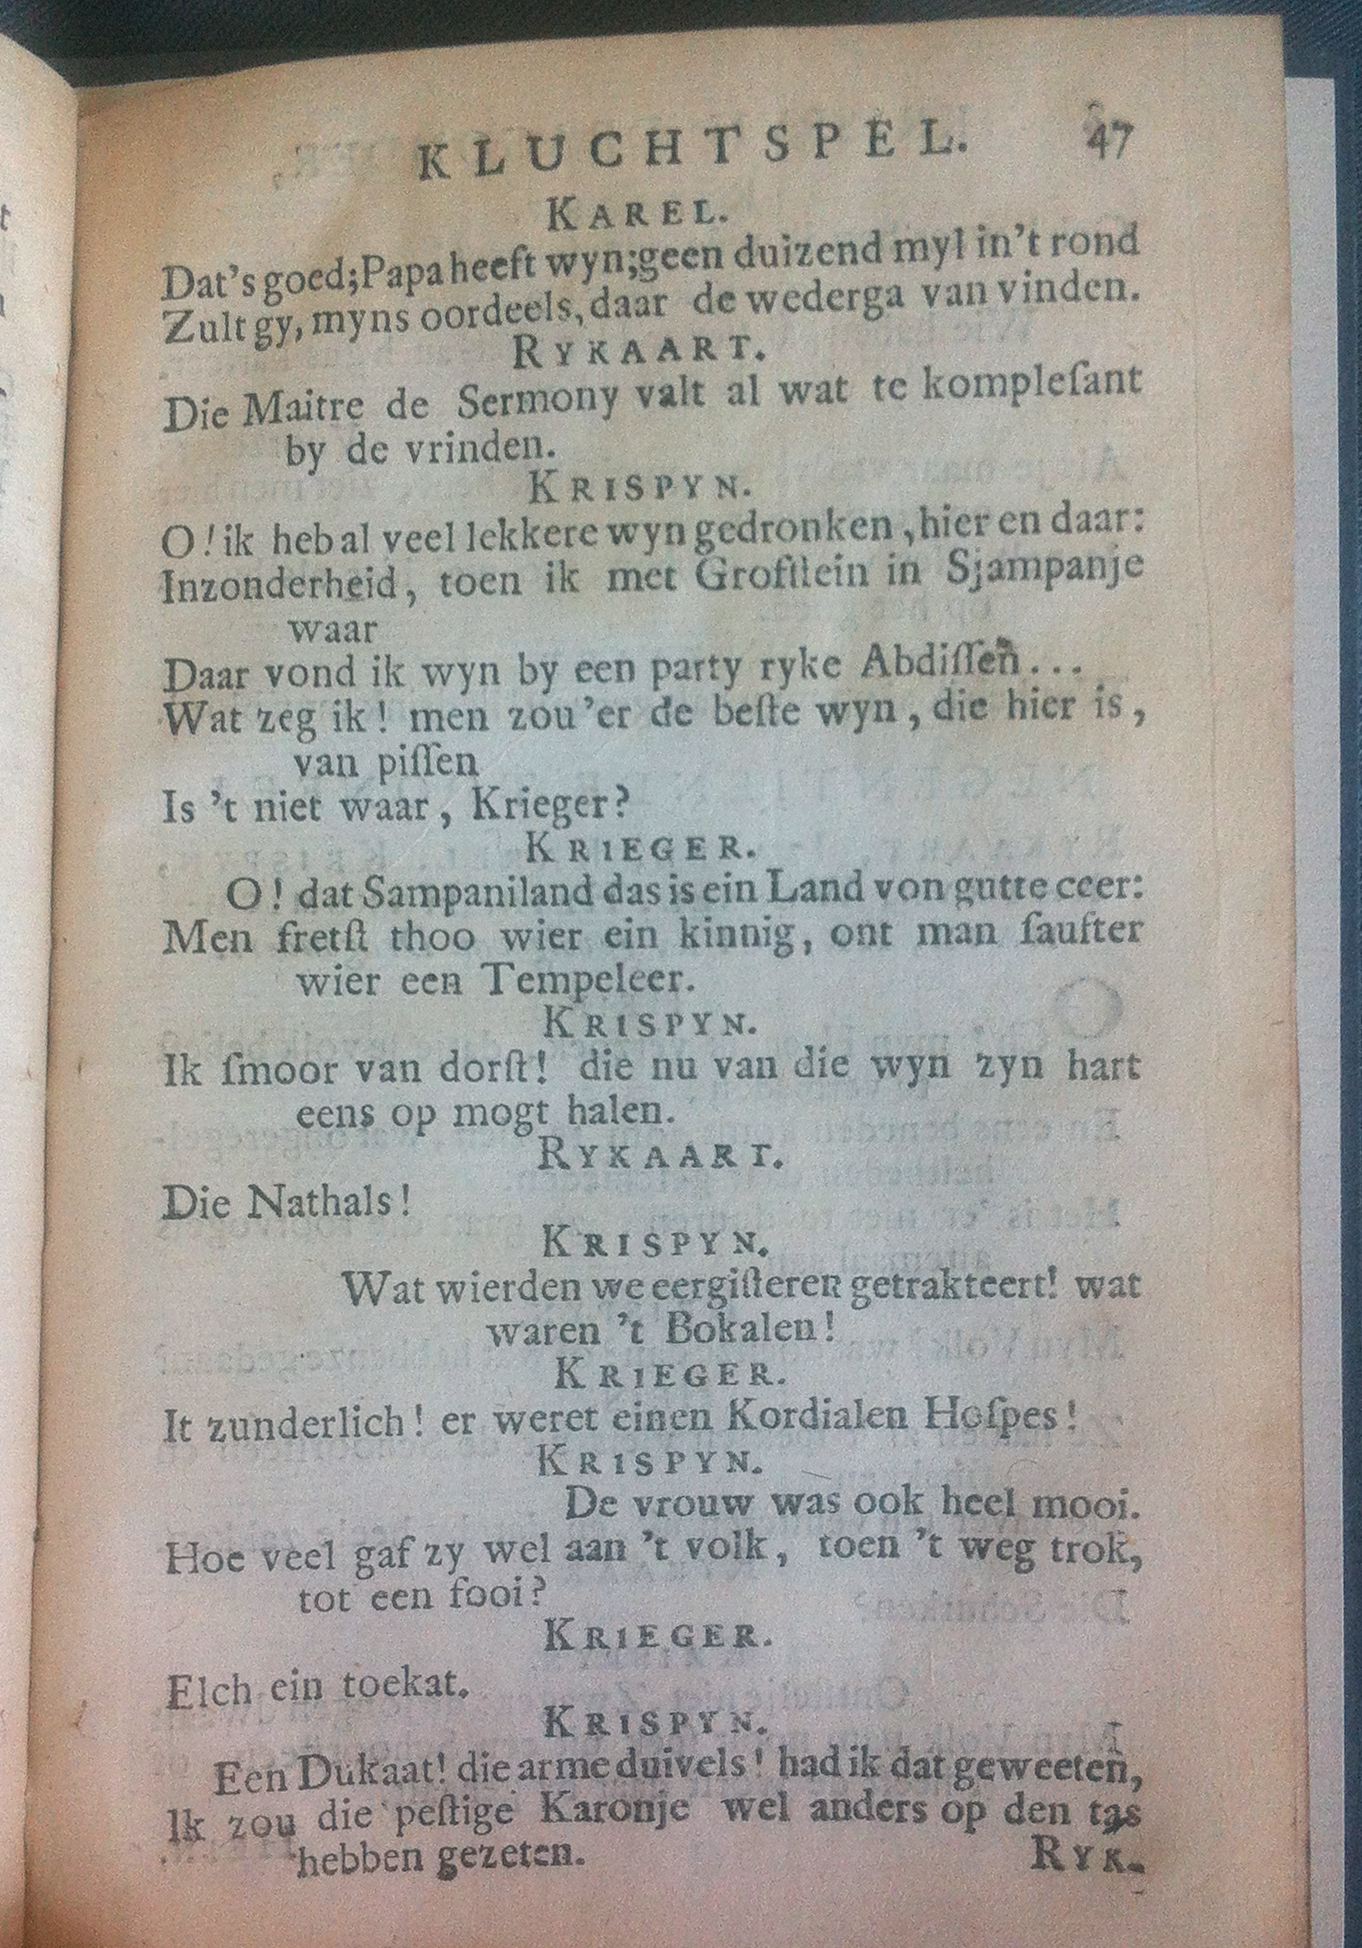 KLUCHTSPEL. 47
KAREL.
Dat's goed; Papa heeft wyn; geen duizend myl in't rond
Zult gy, myns oordeels, daar de wederga van vinden.
RYKAART.
Die Maitre de Sermony valt al wat te kompleſant
by de vrinden.
KRISPYN.
O! ik heb al veel lekkere wyn gedronken, hier en daar:
Inzonderheid, toen ik met Grofſlein in Sjampanje
waar
Daar vond ik wyn by een party ryke Abdiſſen...
Wat zeg ik! men zou 'er de beſte wyn, die hier is,
van piſſen
Is 't niet waar, Krieger?
KRIEGER.
O! dat Sampaniland das is ein Land von gutte ceer:
Men fretſt thoo wier ein kinnig, ont man ſaufter
wier een Tempeleer.
KRISPYN.
Ik ſmoor van dorſt! die nu van die wyn zyn hart
eens op mogt halen.
RYKAART.
Die Nathals!
KRISPYN.
Wat wierden we eergiſteren getrakteert! wat
waren 't Bokalen!
KRIEGER.
It zunderlich! er weret einen Kordialen Hoſpes!
KRISPYN.
De vrouw was ook heel mooi.
Hoe veel gaf zy wel aan 't volk, toen 't weg trok,
tot een fooi?
KRIEGER.
Elch ein toekat.
KRISPYN.
Een Dukaat! die arme duivels! had ik dat geweeten,
Ik zou die peſtige Karonje wel anders op den tas
hebben gezeten. RYK-